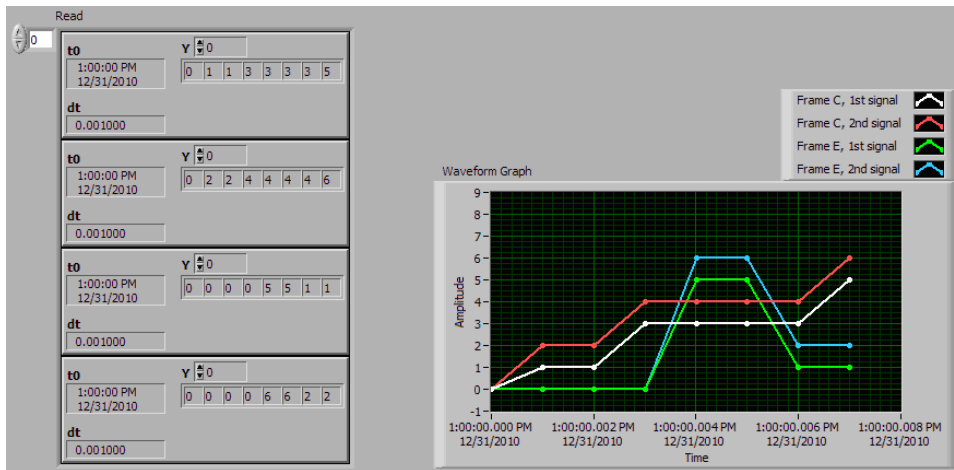 Read
0
t0
Y 0
1:00:00 PM
12/31/2010
0 1 1 3 3 3 3 5
dt
0.001000
t0
Y 0
1:00:00 PM
12/31/2010
0 2 2 4 4 4 4 6
dt
0.001000
t0
Y 0
1:00:00 PM
12/31/2010
0 0 0 0 5 5 1 1
dt
0.001000
t0
Y 0
1:00:00 PM
12/31/2010
0 0 0 0 6 6 2 2
dt
0.001000
Frame C, 1st signal
Frame C, 2nd signal
Frame E, 1st signal
Frame E, 2nd signal
Waveform Graph
Amplitude
9
8
7
6
5
4
3
2
1
0
-1
1:00:00.000 PM 1:00:00.002 PM 1:00:00.004 PM 1:00:00.006 PM 1:00:00.008 PM
12/31/2010 12/31/2010 12/31/2010 12/31/2010 12/31/2010
Time